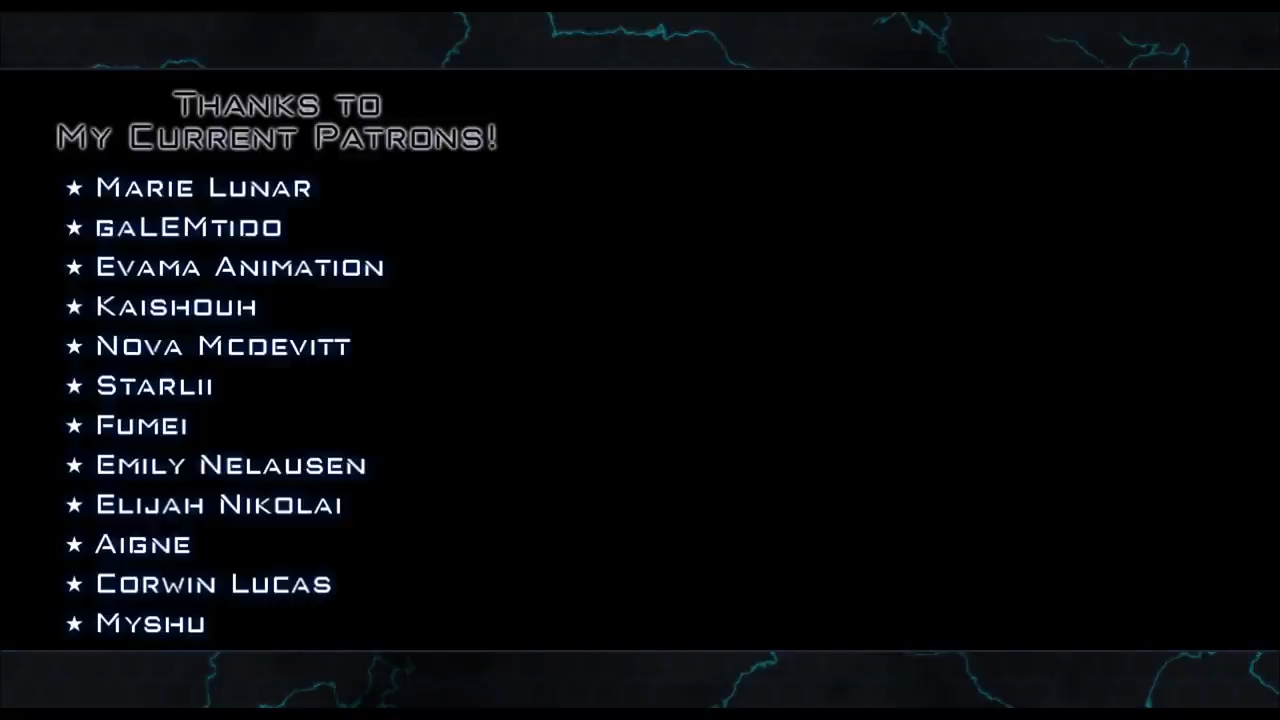 Thanks to
My Current Patrons!
★ Marie Lunar
★ gaLEMtido
★ Evama Animation
★ Kaishouh
★ Nova McDevitt
★ Starlii
★ Fumei
★ Emily Nelausen
★ Elijah Nikolai
★ Aigne
★ Corwin Lucas
★ Myshu